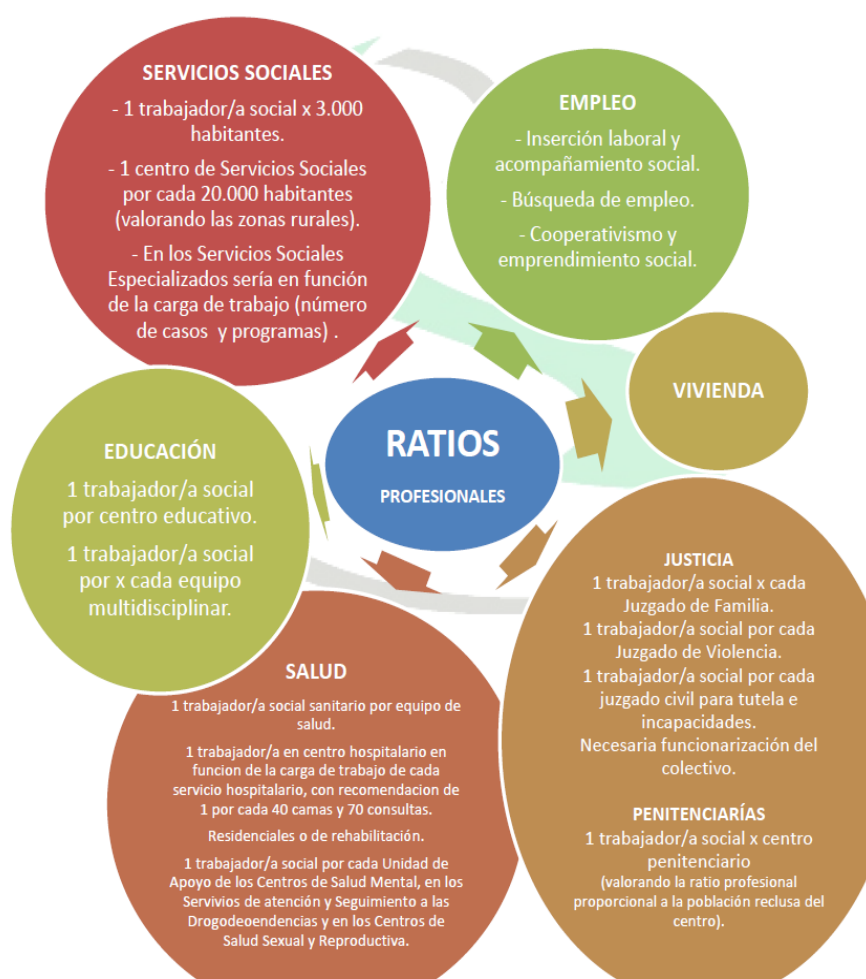 SERVICIOS SOCIALES
- 1 trabajador/a social x 3.000
habitantes.
- 1 centro de Servicios Sociales
por cada 20.000 habitantes
(valorando las zonas rurales).
- En los Servicios Sociales
Especializados sería en función
de la carga de trabajo (número
de casos y programas) .
EMPLEO
- Inserción laboral y
acompañamiento social.
- Búsqueda de empleo.
- Cooperativismo y
emprendimiento social.
VIVIENDA
RATIOS
PROFESIONALES
EDUCACIÓN
1 trabajador/a social
por centro educativo.
1 trabajador/a social
por x cada equipo
multidisciplinar.
JUSTICIA
1 trabajador/a social x cada
Juzgado de Familia.
1 trabajador/a social por cada
Juzgado de Violencia.
1 trabajador/a social por cada
juzgado civil para tutela e
incapacidades.
Necesaria funcionarización del
colectivo.
PENITENCIARÍAS
1 trabajador/a social x centro
penitenciario
(valorando la ratio profesional
proporcional a la población reclusa del
centro).
SALUD
1 trabajador/a social sanitario por equipo de
salud.
1 trabajador/a en centro hospitalario en
funcion de la carga de trabajo de cada
servicio hospitalario, con recomendacion de
1 por cada 40 camas y 70 consultas.
Residenciales o de rehabilitación.
1 trabajador/a social por cada Unidad de
Apoyo de los Centros de Salud Mental, en los
Servivios de atención y Seguimiento a las
Drogodeoendencias y en los Centros de
Salud Sexual y Reproductiva.